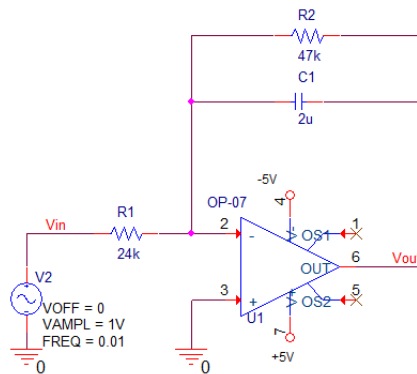 R2
47k
C1
2u
-5V
OP-07
4
V-
OS1
1
Vin
R1
24k
2
-
OUT
6
Vou
V2
3
+
V+
OS2
5
U1
7
+5V
VOFF = 0
VAMPL = 1V
FREQ = 0.01
0
0